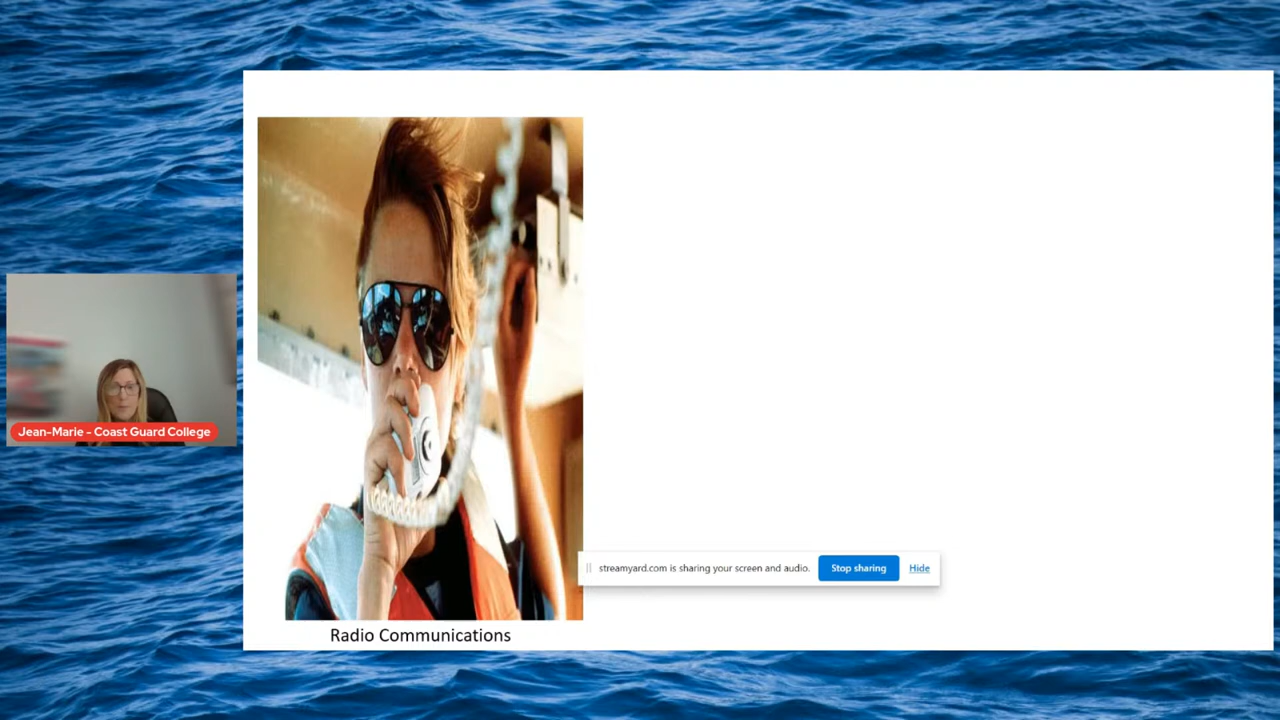 Jean-Marie - Coast Guard College
streamyard.com is sharing your screen and audio. Stop sharing Hide
Radio Communications